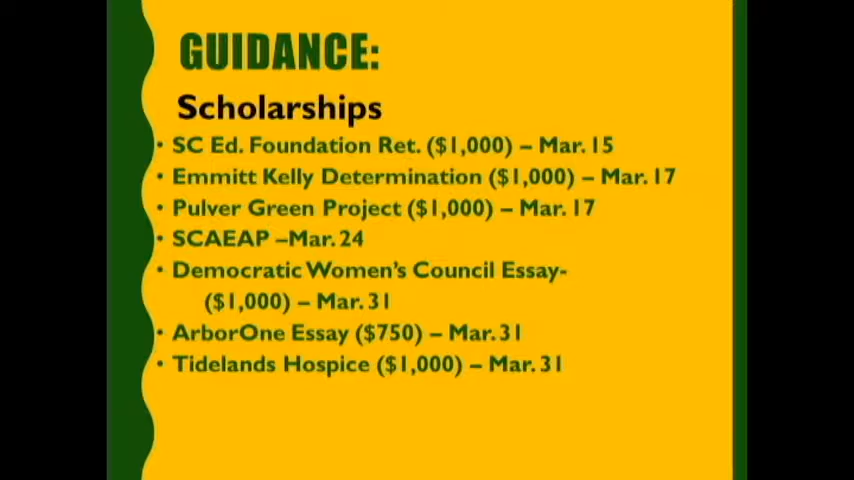 GUIDANCE:
Scholarships
• SC Ed. Foundation Ret. ($1,000) – Mar. 15
• Emmitt Kelly Determination ($1,000) – Mar. 17
• Pulver Green Project ($1,000) – Mar. 17
• SCAEAP –Mar. 24
• Democratic Women's Council Essay-
($1,000) – Mar. 31
• ArborOne Essay ($750) – Mar. 31
• Tidelands Hospice ($1,000) – Mar. 31